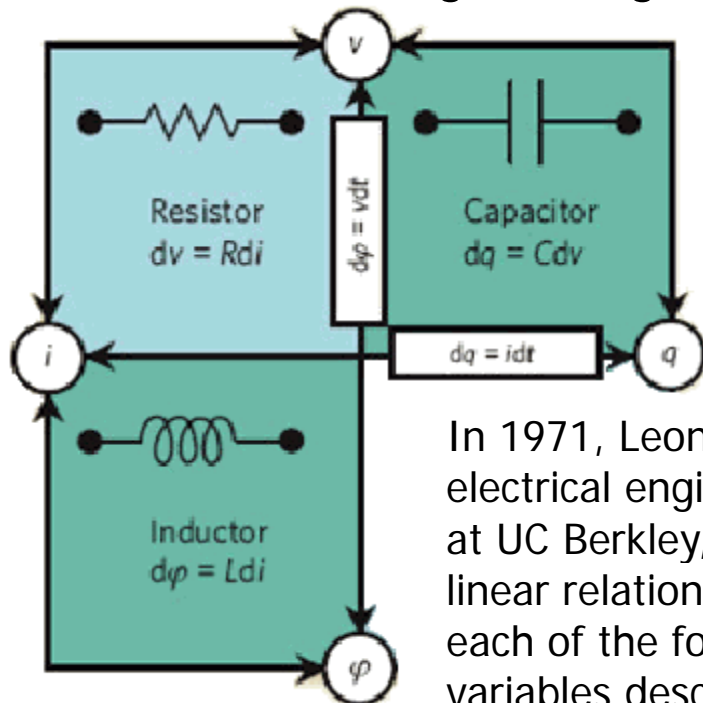 v
Resistor
dv = Rdi
dφ = vdt
Capacitor
dq = Cdv
i
dq = idt
q
Inductor
dφ = Ldi
φ
In 1971, Leon
electrical engi
at UC Berkley,
linear relation
each of the fo
variables desc